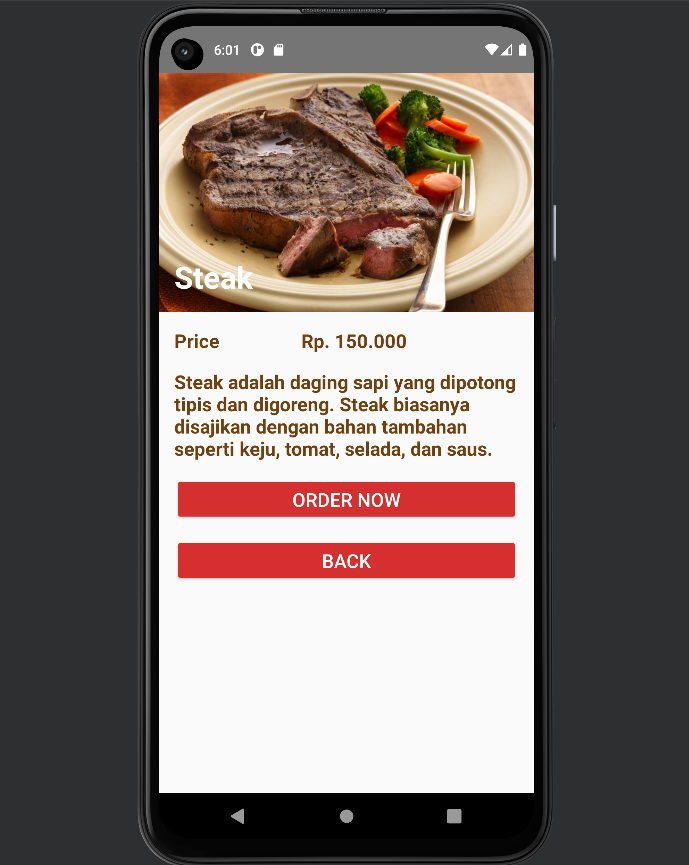 6:01
Steak
Price Rp. 150.000
Steak adalah daging sapi yang dipotong
tipis dan digoreng. Steak biasanya
disajikan dengan bahan tambahan
seperti keju, tomat, selada, dan saus.
ORDER NOW
BACK